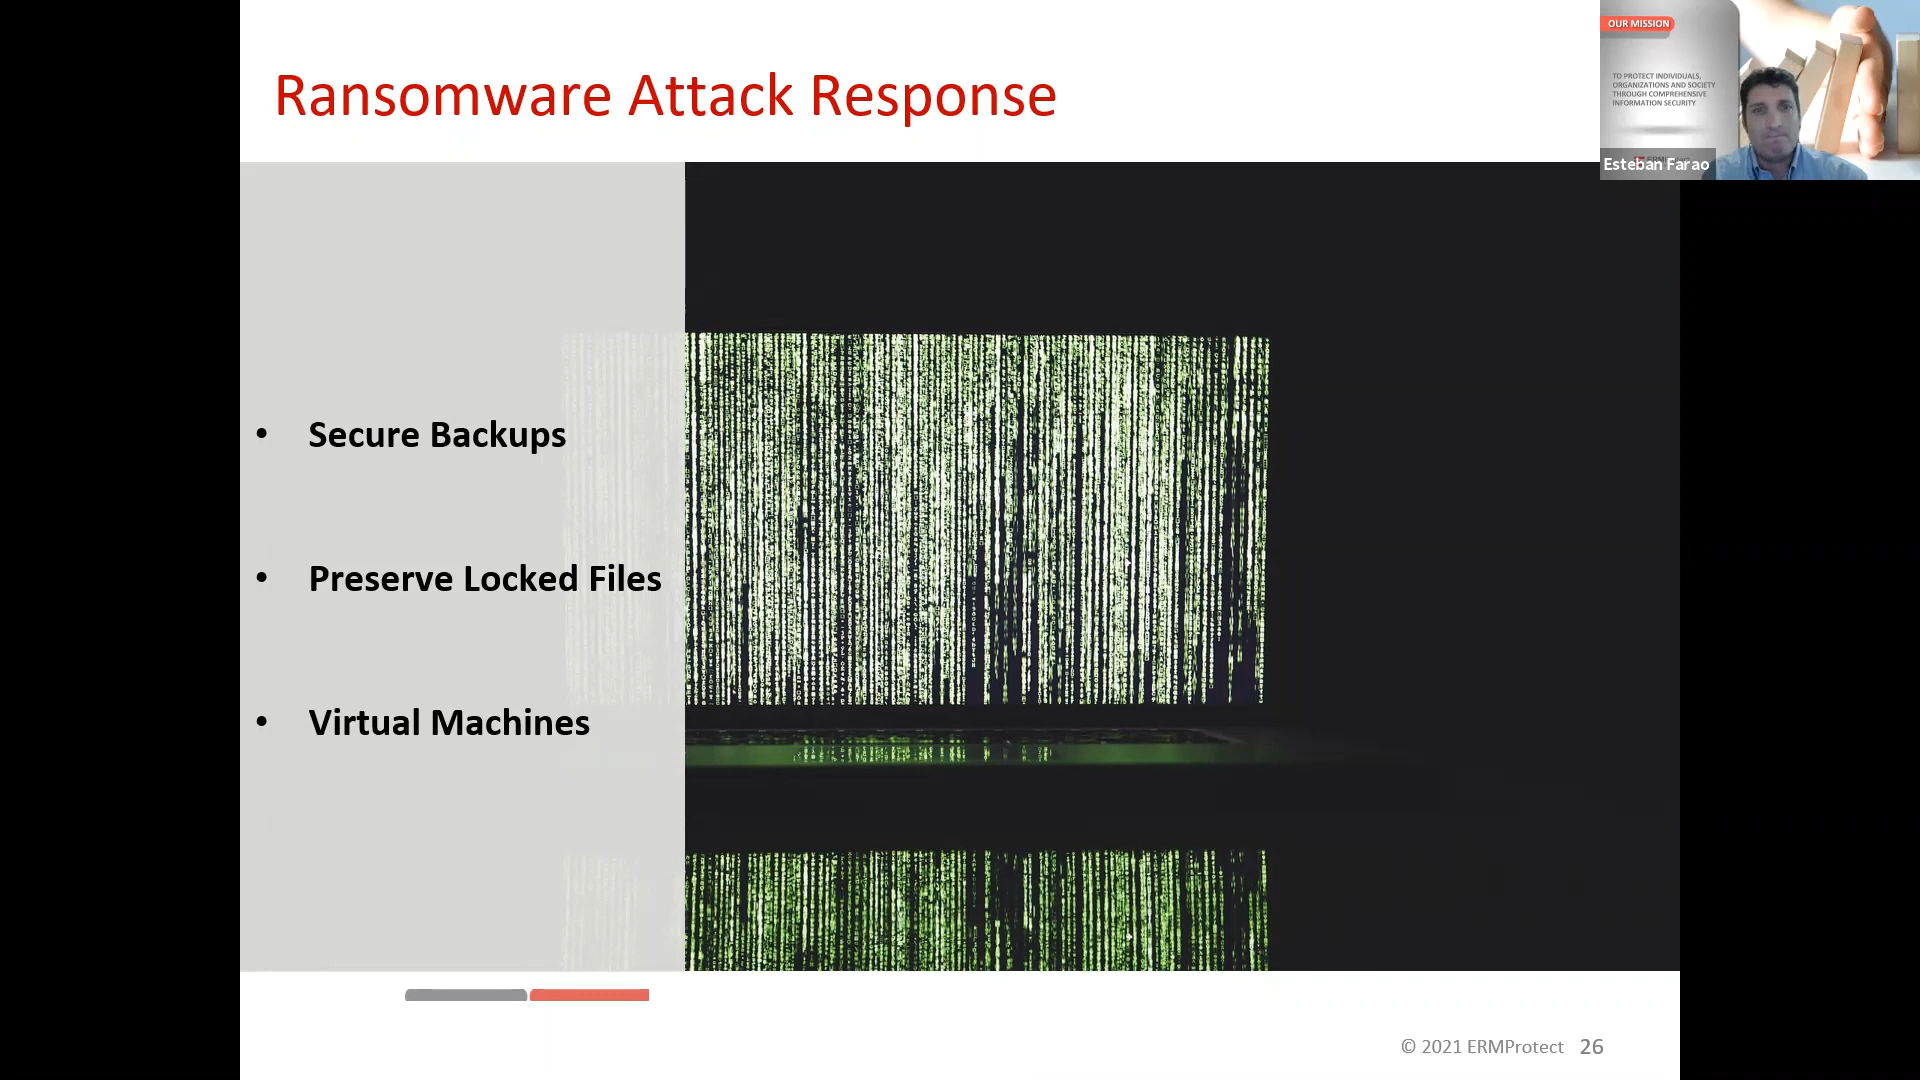 Ransomware Attack Response
OUR MISSION
TO PROTECT INDIVIDUALS,
ORGANIZATIONS AND SOCIETY
THROUGH COMPREHENSIVE
INFORMATION SECURITY
Esteban Farao
• Secure Backups
• Preserve Locked Files
• Virtual Machines
© 2021 ERMProtect 26